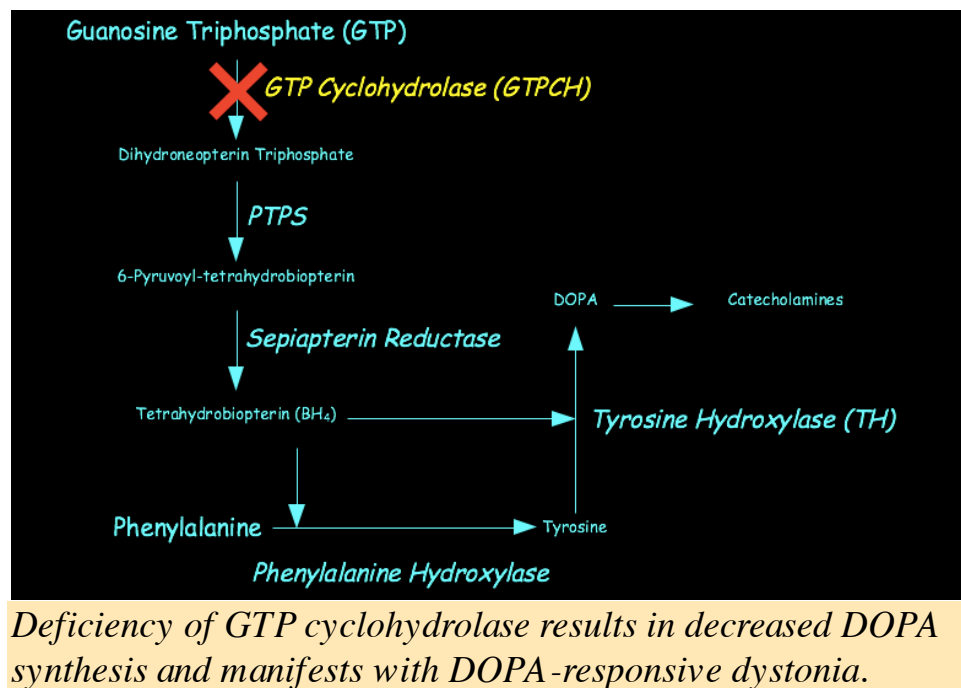 Guanosine Triphosphate (GTP)
GTP Cyclohydrolase (GTPCH)
Dihydroneopterin Triphosphate
PTPS
6-Pyruvoyl-tetrahydrobiopterin
DOPA
Catecholamines
Sepiapterin Reductase
Tetrahydrobiopterin (BH₄)
Tyrosine Hydroxylase (TH)
Phenylalanine
Tyrosine
Phenylalanine Hydroxylase
Deficiency of GTP cyclohydrolase results in decreased DOPA
synthesis and manifests with DOPA-responsive dystonia.